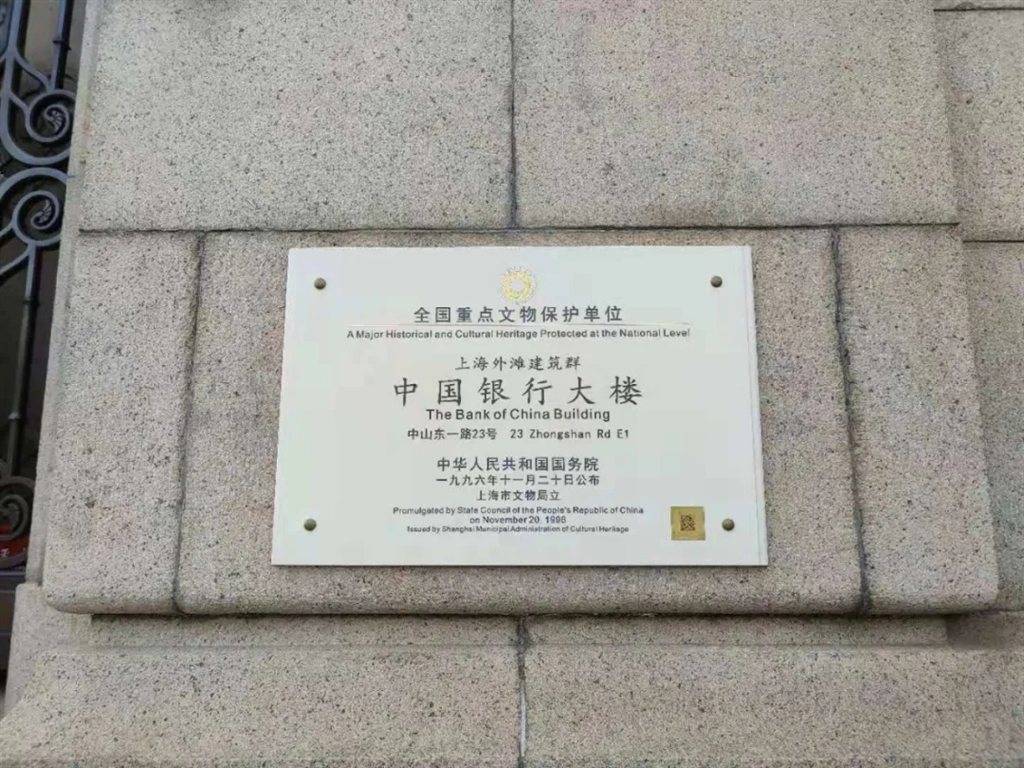 全国重点文物保护单位
A Major Historical and Cultural Heritage Protected at the National Level
上海外滩建筑群
中国银行大楼
The Bank of China Building
中山东一路23号 23 Zhongshan Rd E1
中华人民共和国国务院
一九九六年十一月二十日公布
上海市文物局立
Promulgated by State Council of the People's Republic of China
on November 20, 1996
Issued by Shanghai Municipal Administration of Cultural Heritage